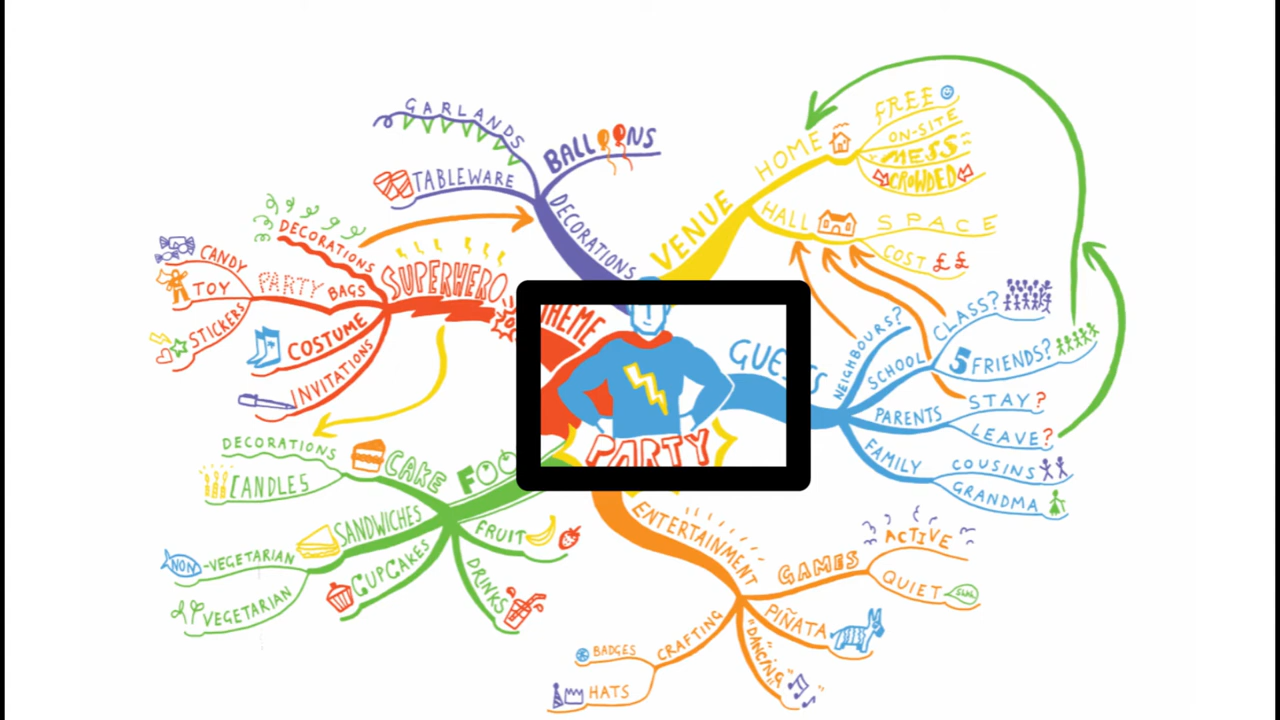 GARLANDS
BALLOONS
TABLEWARE
DECORATIONS
VENUE
HOME
FREE
ON-SITE
MESS
CROWDED
HALL
SPACE
COST ££
DECORATIONS
SUPERHERO
CANDY
TOY
STICKERS
PARTY BAGS
COSTUME
INVITATIONS
THEME
PARTY
GUESTS
NEIGHBOURS?
SCHOOL
CLASS?
5 FRIENDS?
PARENTS
STAY?
LEAVE?
FAMILY
COUSINS
GRANDMA
DECORATIONS
CANDLES
CAKE
FOO
SANDWICHES
NON-VEGETARIAN
VEGETARIAN
CUPCAKES
FRUIT
DRINKS
ENTERTAINMENT
GAMES
ACTIVE
QUIET
PIÑATA
"DANCING"
CRAFTING
BADGES
HATS